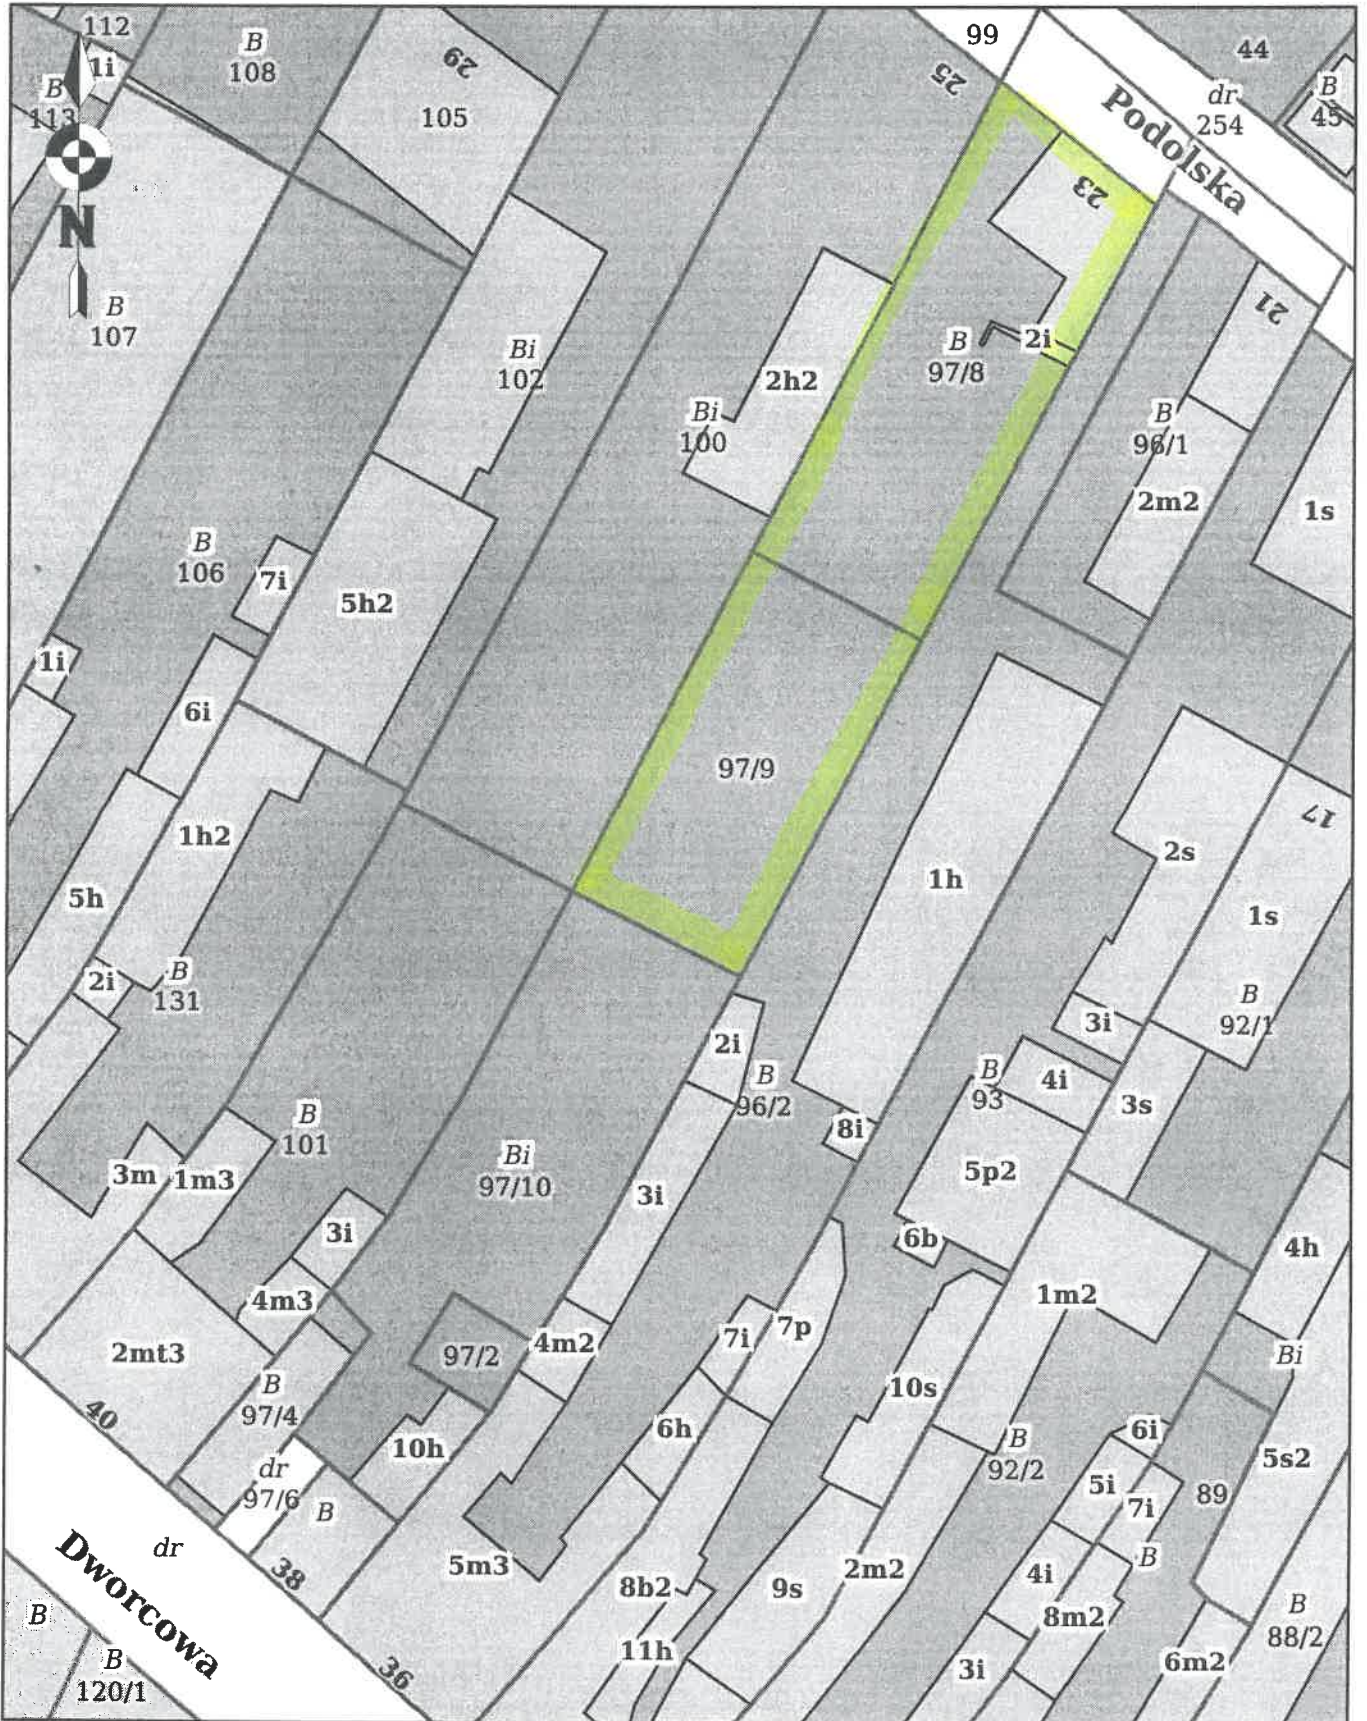 112
99
44
B
108
29
1i
25
B
45
B
113
105
dr
254
Podolska
23
N
B
107
21
Bi
102
2i
B
97/8
2h2
Bi
100
B
96/1
2m2
1s
B
106
7i
5h2
1i
6i
97/9
17
1h2
2s
1h
5h
1s
B
131
2i
B
92/1
3i
2i
B
96/2
B
93
4i
3s
8i
B
101
3m
1m3
Bi
97/10
5p2
3i
3i
6b
4h
1m2
4m3
7i
7p
4m2
97/2
2mt3
Bi
B
97/4
10s
40
6h
10h
6i
B
92/2
5s2
dr
97/6
5i
89
7i
B
dr
Dworcowa
38
5m3
2m2
B
4i
9s
8b2
B
8m2
B
88/2
11h
36
3i
6m2
B
120/1